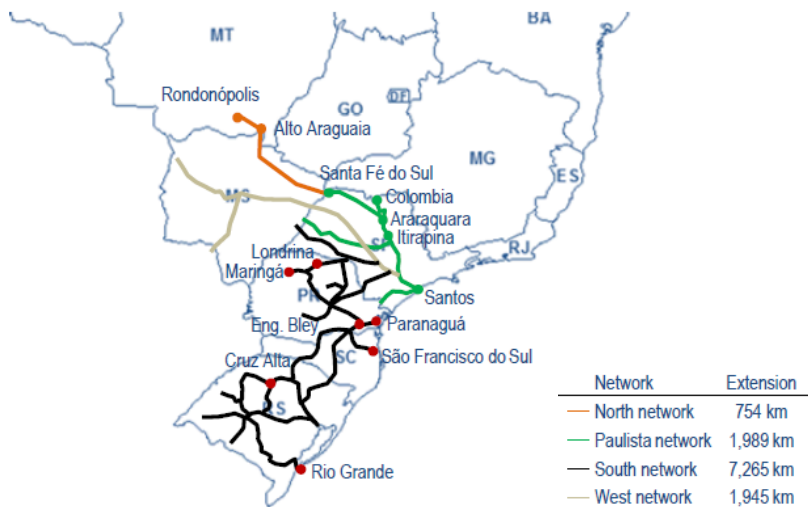 BA
MT
Rondonópolis
GO
DF
Alto Araguaia
MG
Santa Fé do Sul
ES
MS
Colombia
Araraquara
SP
Itirapina
RJ
Londrina
Maringá
Santos
PR
Eng. Bley
Paranaguá
Cruz Alta
SC
São Francisco do Sul
RS
Rio Grande
Network Extension
North network 754 km
Paulista network 1,989 km
South network 7,265 km
West network 1,945 km